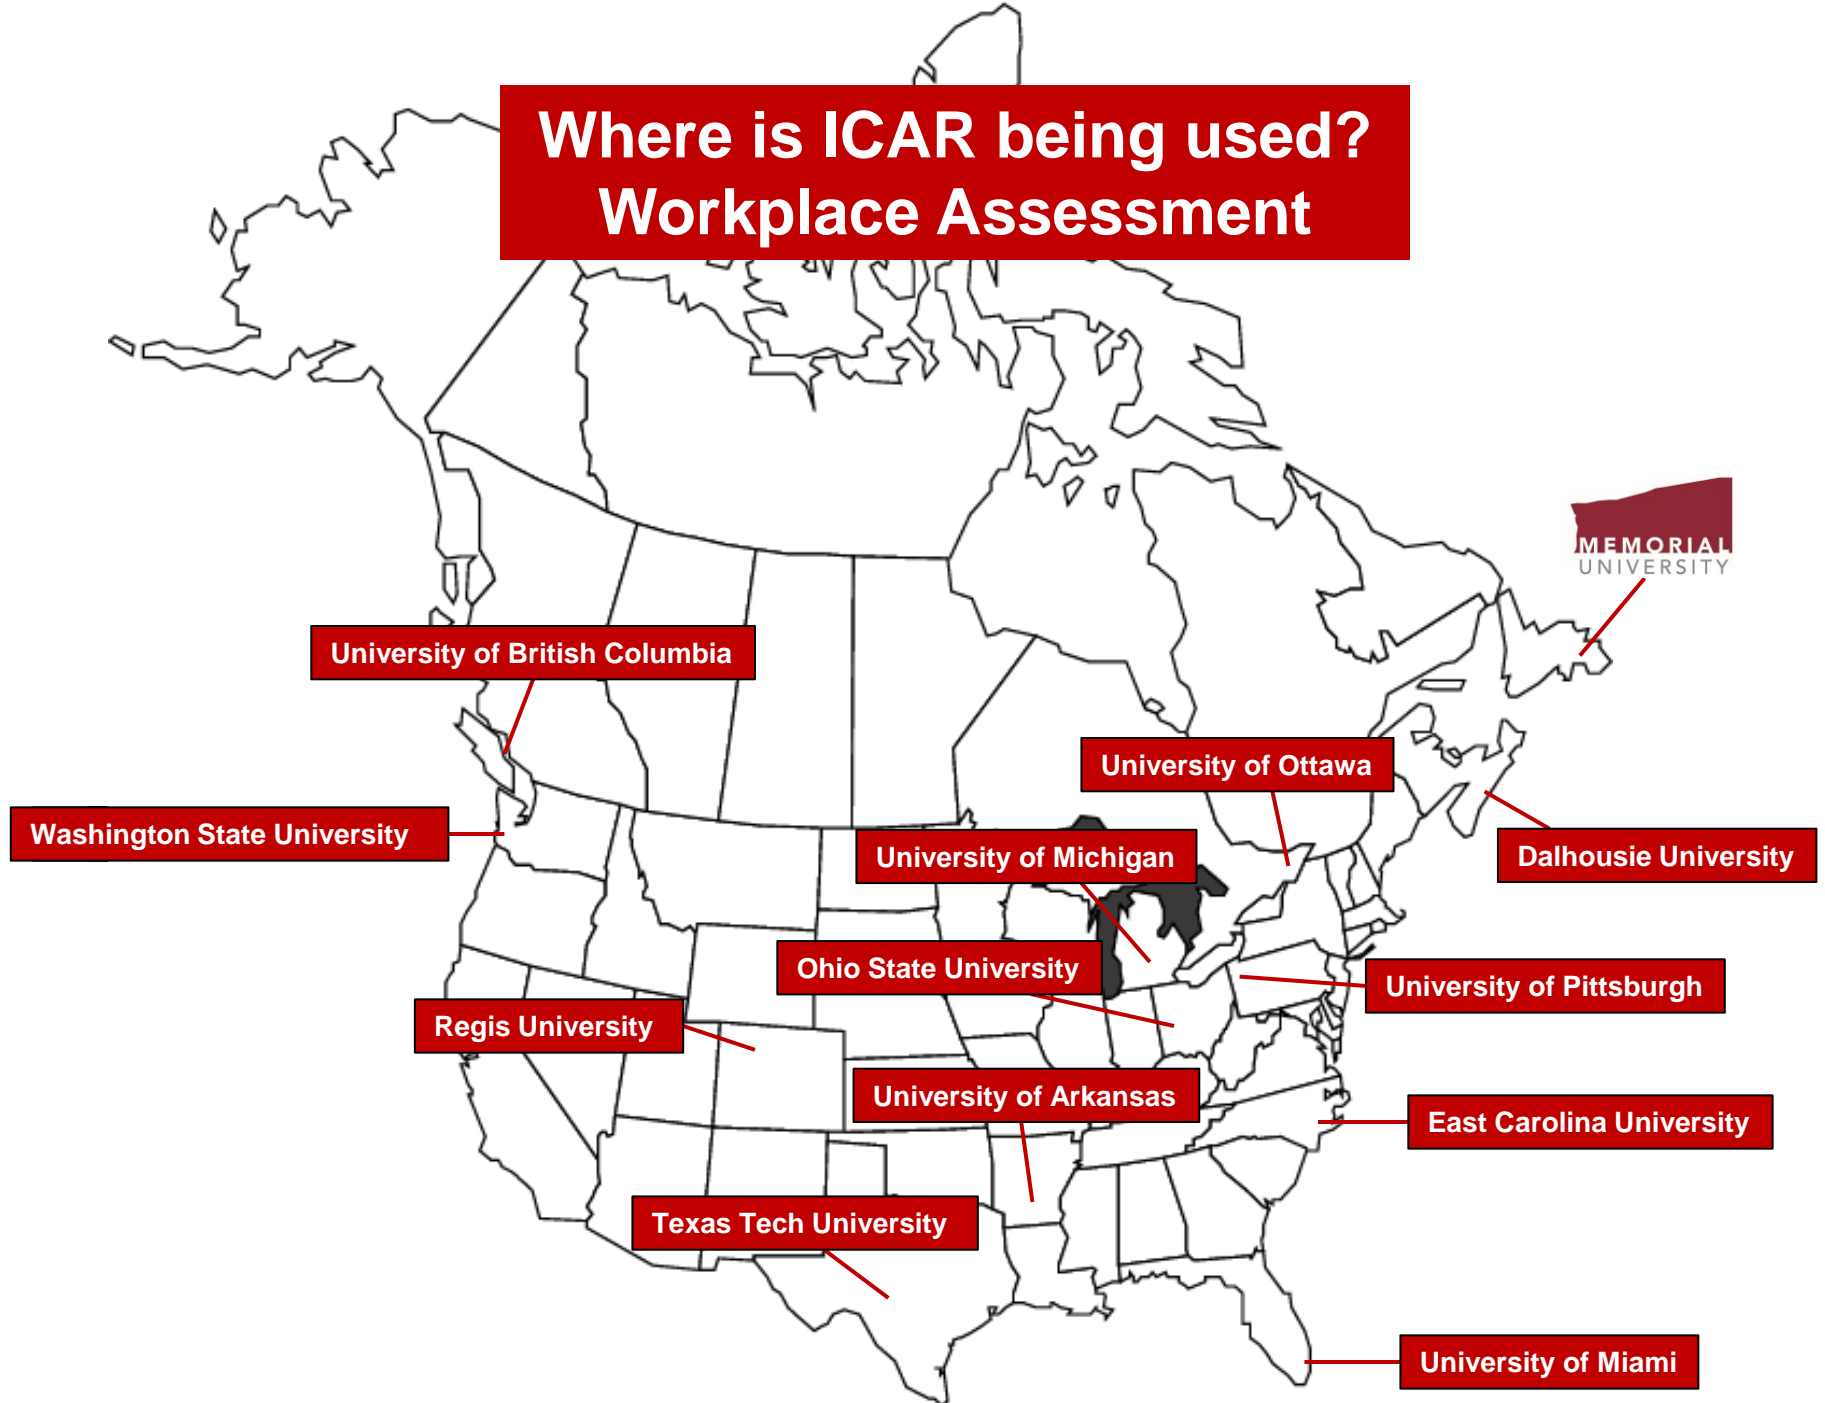 Where is ICAR being used?
Workplace Assessment
MEMORIAL
UNIVERSITY
University of British Columbia
University of Ottawa
Washington State University
University of Michigan
Dalhousie University
Ohio State University
University of Pittsburgh
Regis University
University of Arkansas
East Carolina University
Texas Tech University
University of Miami